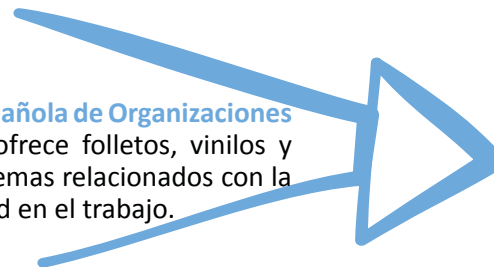 añola de Organizaciones
ofrece folletos, vinilos y
emas relacionados con la
d en el trabajo.